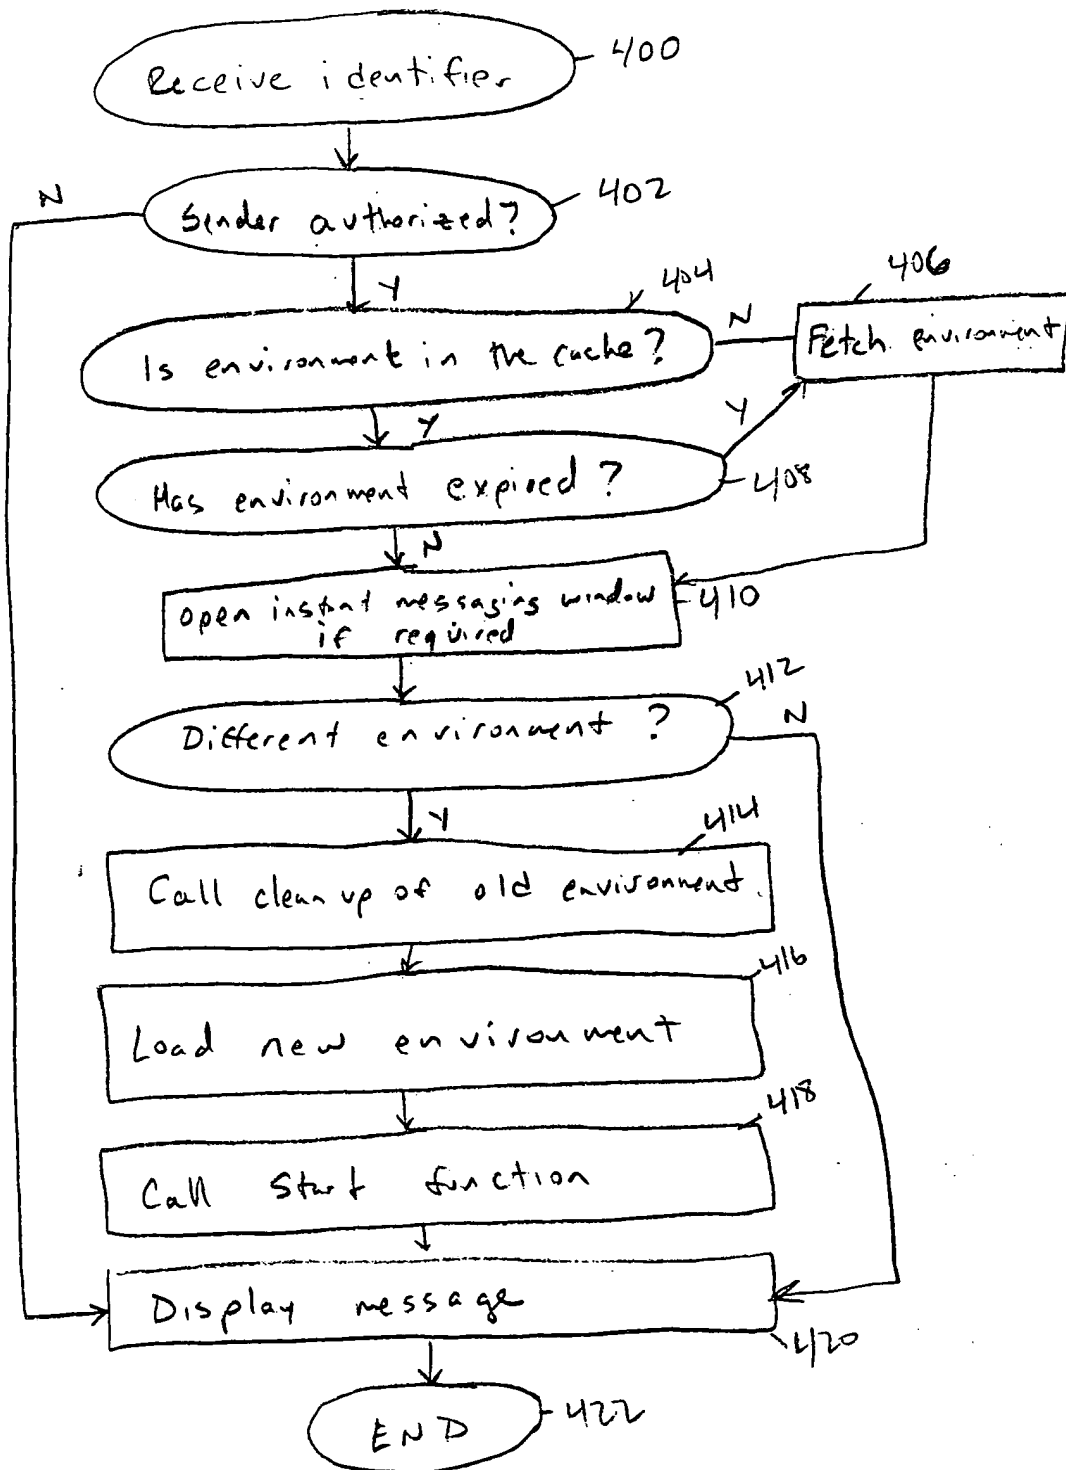 Receive identifier
400
N
Sender authorized?
402
Y
404
406
Is environment in the cache?
N
Fetch environment
Y
Y
Has environment expired?
408
N
open instant messaging window
if required
410
412
Different environment?
N
Y
414
Call cleanup of old environment.
416
Load new environment
418
Call start function
Display message
420
END
422